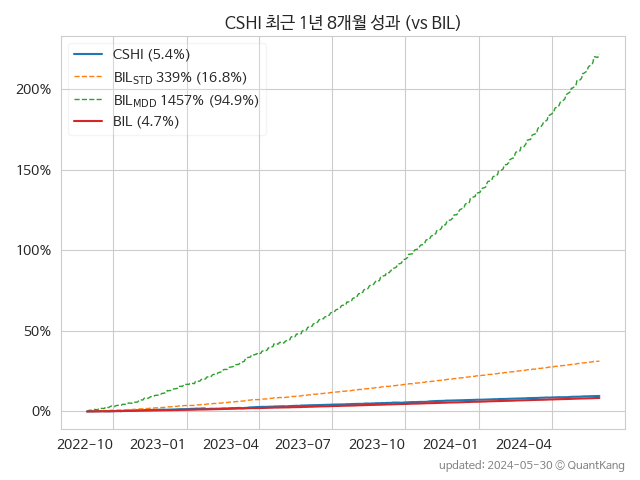 CSHI 최근 1년 8개월 성과 (vs BIL)
CSHI (5.4%)
BIL_STD 339% (16.8%)
BIL_MDD 1457% (94.9%)
BIL (4.7%)
200%
150%
100%
50%
0%
2022-10 2023-01 2023-04 2023-07 2023-10 2024-01 2024-04
updated: 2024-05-30 © QuantKang